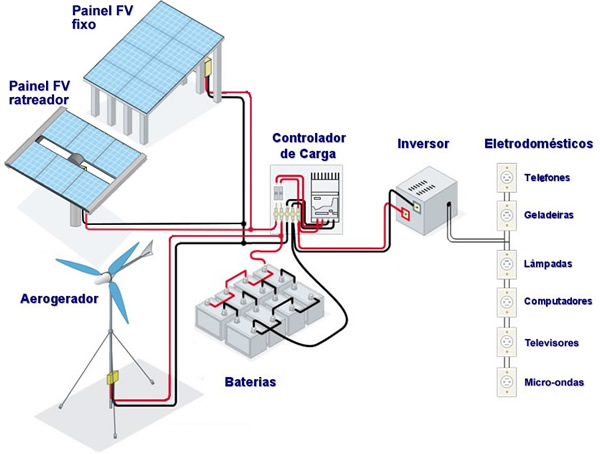 Painel FV
fixo
Painel FV
ratreador
Controlador
de Carga
Inversor
Eletrodomésticos
Telefones
Geladeiras
Lâmpadas
Computadores
Televisores
Micro-ondas
Aerogerador
Baterias